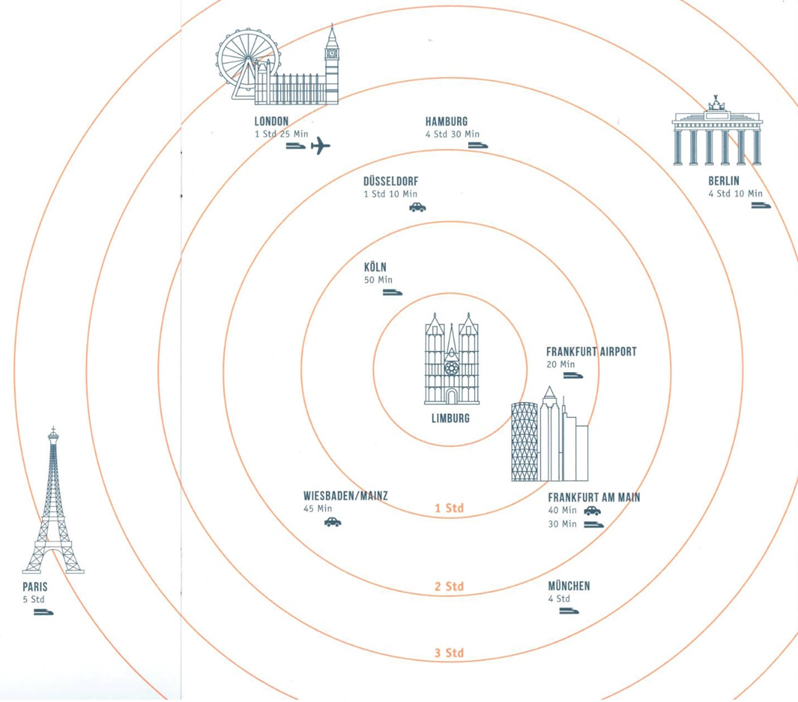 LONDON
1 Std 25 Min
HAMBURG
4 Std 30 Min
BERLIN
4 Std 10 Min
DÜSSELDORF
1 Std 10 Min
KÖLN
50 Min
FRANKFURT AIRPORT
20 Min
LIMBURG
WIESBADEN/MAINZ
45 Min
FRANKFURT AM MAIN
40 Min
30 Min
1 Std
PARIS
5 Std
2 Std
MÜNCHEN
4 Std
3 Std